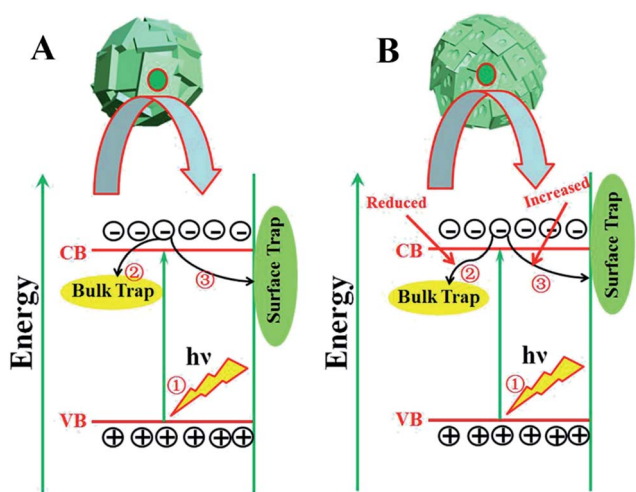 A
CB
②
③
Bulk Trap
Surface Trap
Energy
hν
①
VB
B
Reduced
Increased
CB
②
③
Bulk Trap
Surface Trap
Energy
hν
①
VB